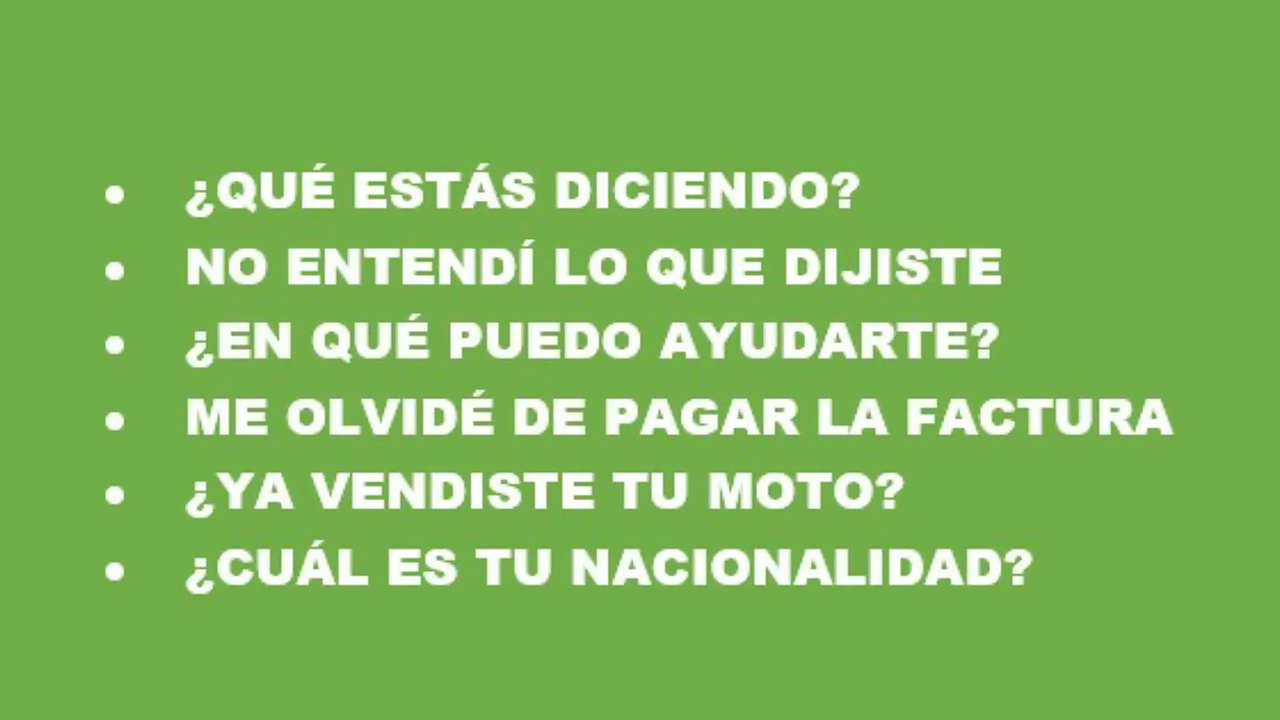 • ¿QUÉ ESTÁS DICIENDO?
• NO ENTENDÍ LO QUE DIJISTE
• ¿EN QUÉ PUEDO AYUDARTE?
• ME OLVIDÉ DE PAGAR LA FACTURA
• ¿YA VENDISTE TU MOTO?
• ¿CUÁL ES TU NACIONALIDAD?